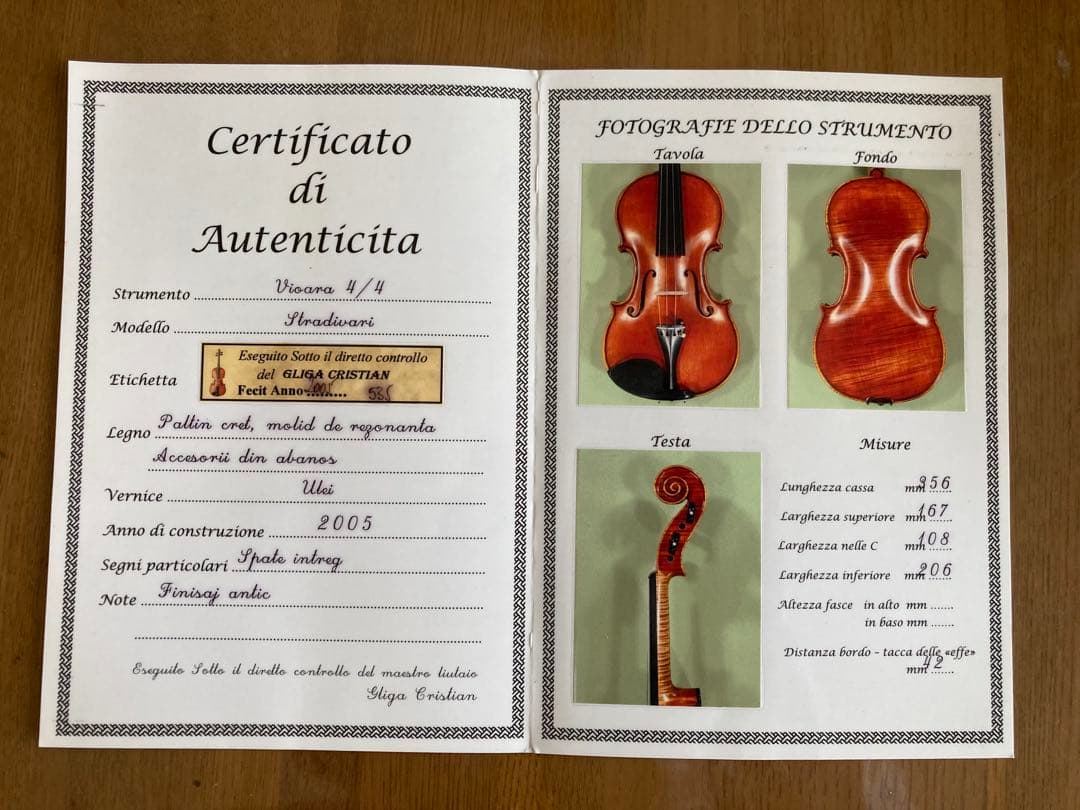 Certificato
di
Autenticita
Strumento Vioara 4/4
Modello Stradivari
Etichetta
Eseguito Sotto il diretto controllo
del GLIGA CRISTIAN
Fecit Anno 2005 535
Legno Paltin cret, molid de rezonanta
Accesorii din abanos
Vernice Ulei
Anno di construzione 2005
Segni particolari Spate intreg
Note Finisaj antic
Eseguito Sotto il diretto controllo del maestro liutaio
Gliga Cristian
FOTOGRAFIE DELLO STRUMENTO
Tavola
Fondo
Testa
Misure
Lunghezza cassa mm 356
Larghezza superiore mm 167
Larghezza nelle C mm 108
Larghezza inferiore mm 206
Altezza fasce in alto mm
in baso mm
Distanza bordo - tacca delle «effe»
mm 42